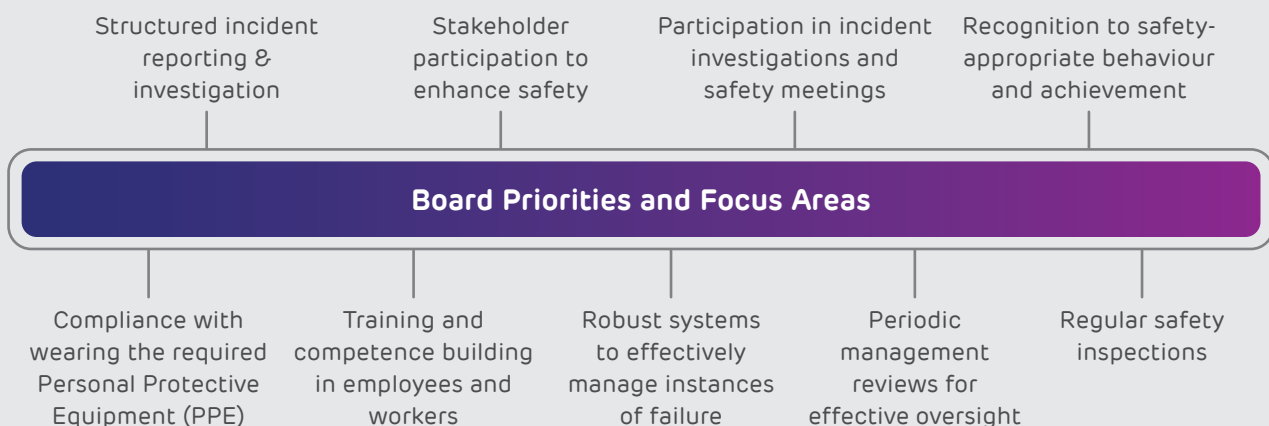 Structured incident
reporting &
investigation
Stakeholder
participation to
enhance safety
Participation in incident
investigations and
safety meetings
Recognition to safety-
appropriate behaviour
and achievement
Board Priorities and Focus Areas
Compliance with
wearing the required
Personal Protective
Equipment (PPE)
Training and
competence building
in employees and
workers
Robust systems
to effectively
manage instances
of failure
Periodic
management
reviews for
effective oversight
Regular safety
inspections